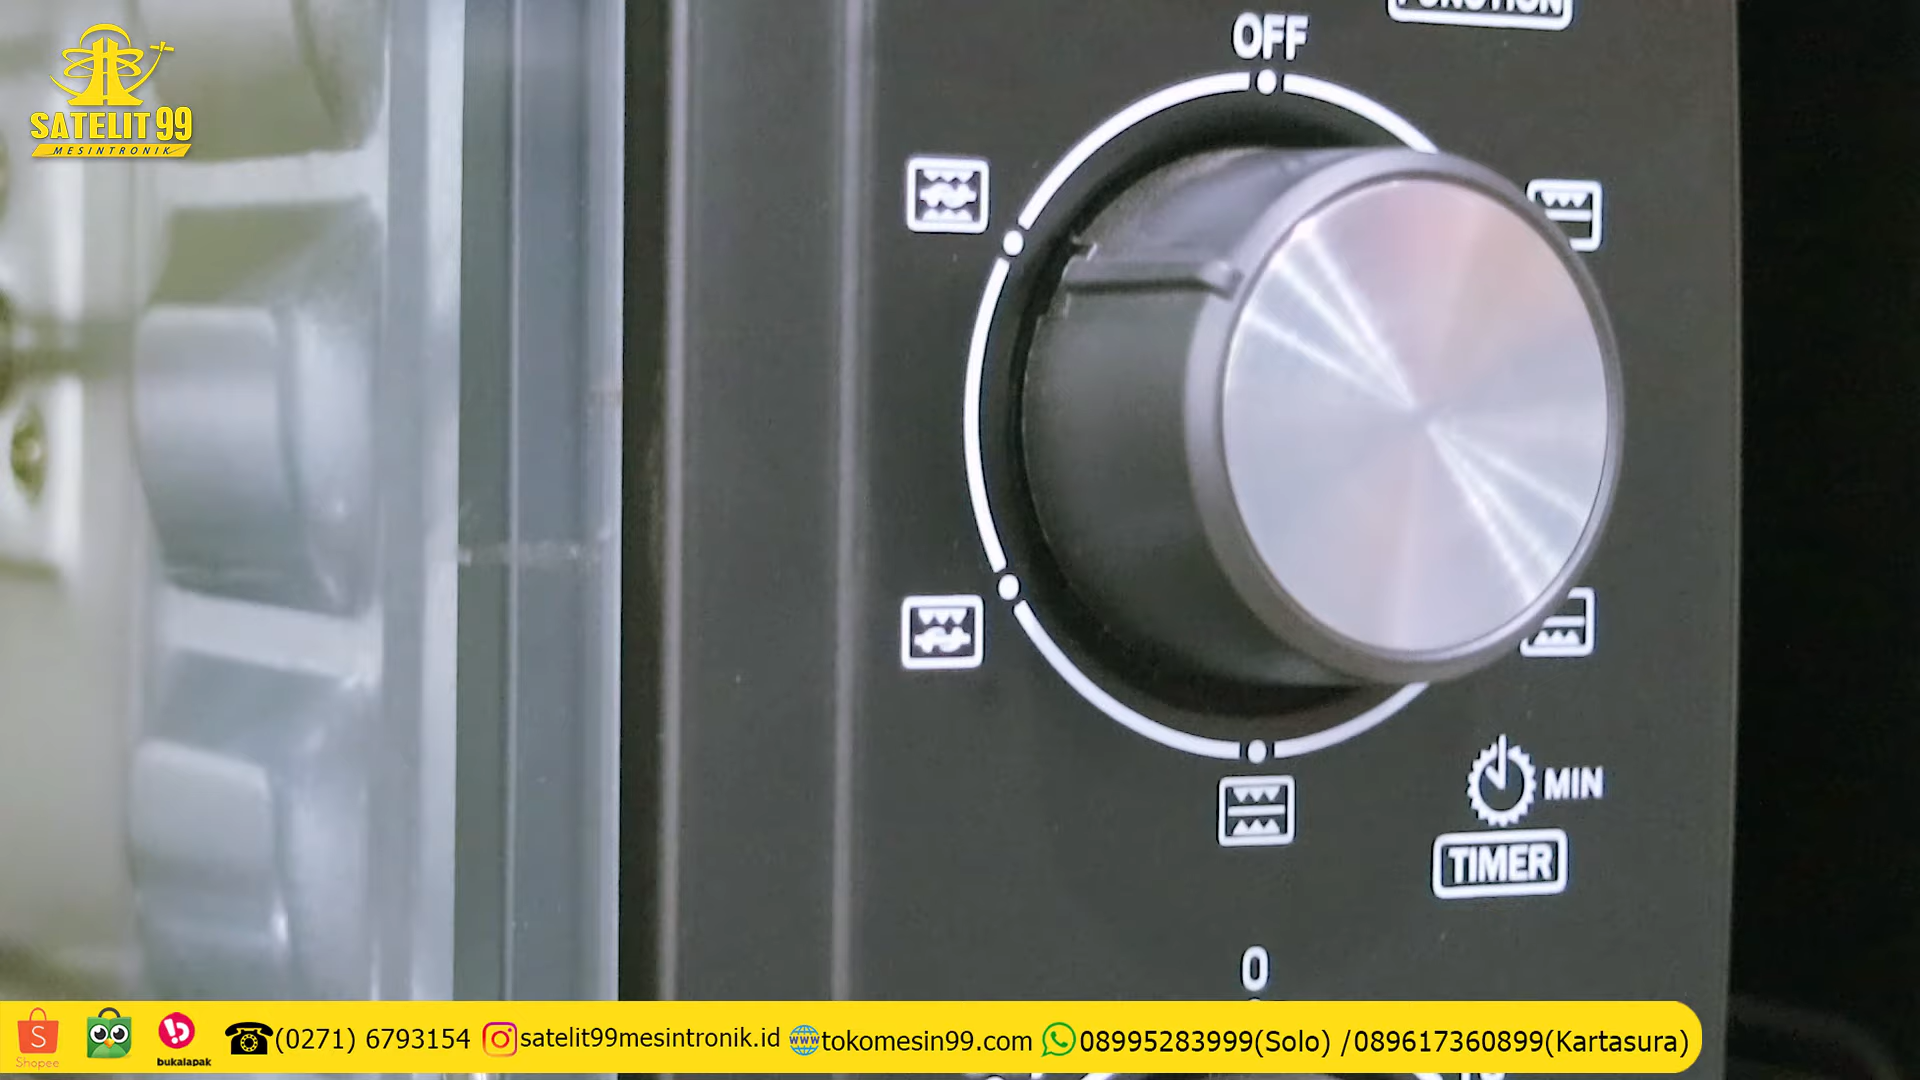 FUNCTION
OFF
SATELIT 99
MESINTRONIK
MIN
TIMER
0
Shopee
bukalapak
(0271) 6793154 satelit99mesintronik.id www tokomesin99.com 08995283999(Solo) /089617360899(Kartasura)